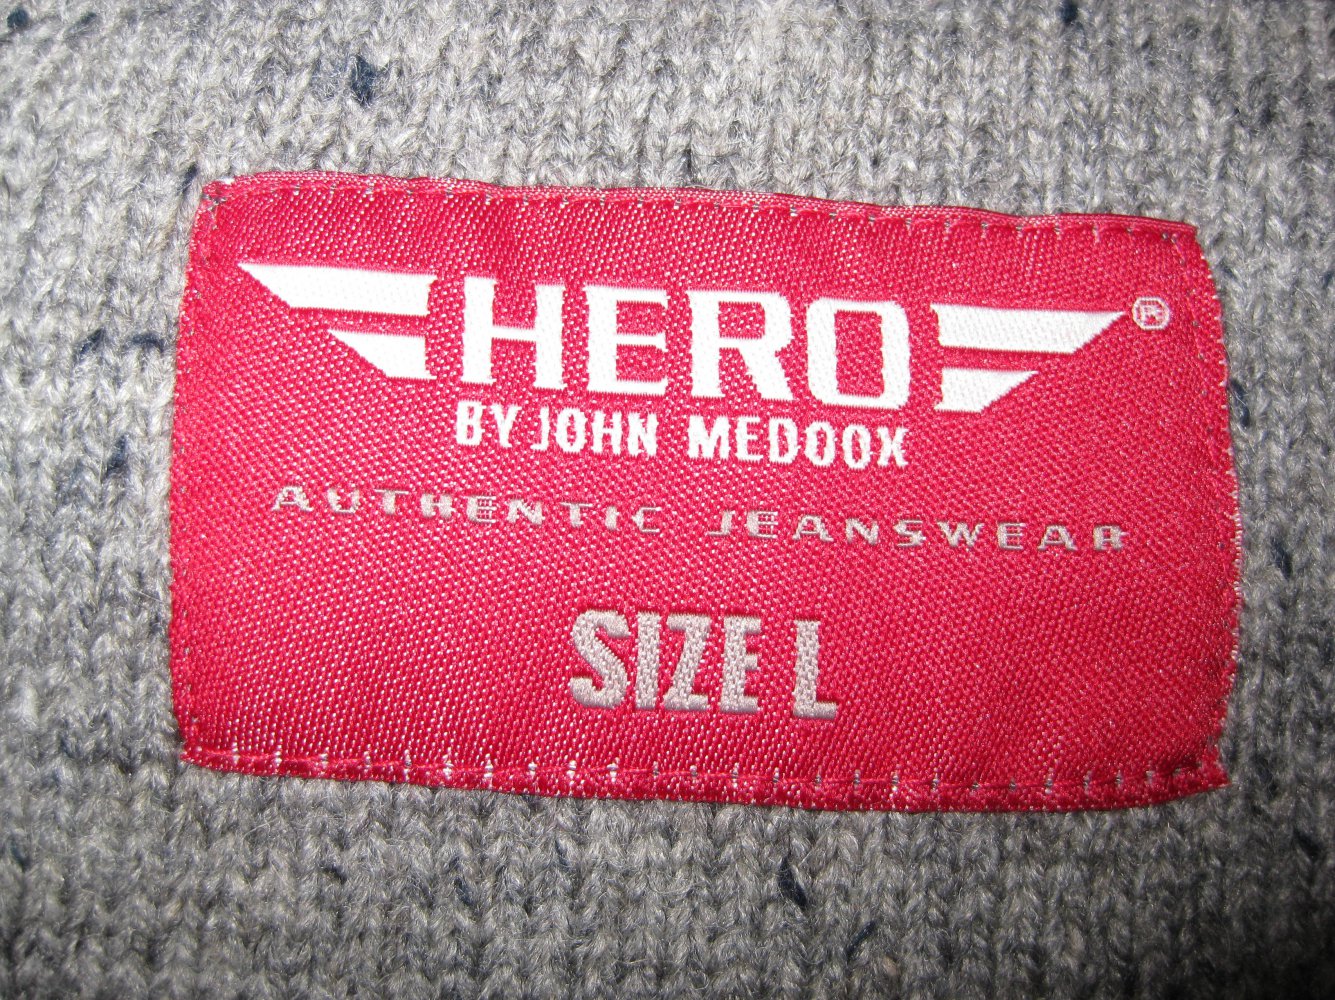 HERO®
BY JOHN MEDOOX
AUTHENTIC JEANSWEAR
SIZE L